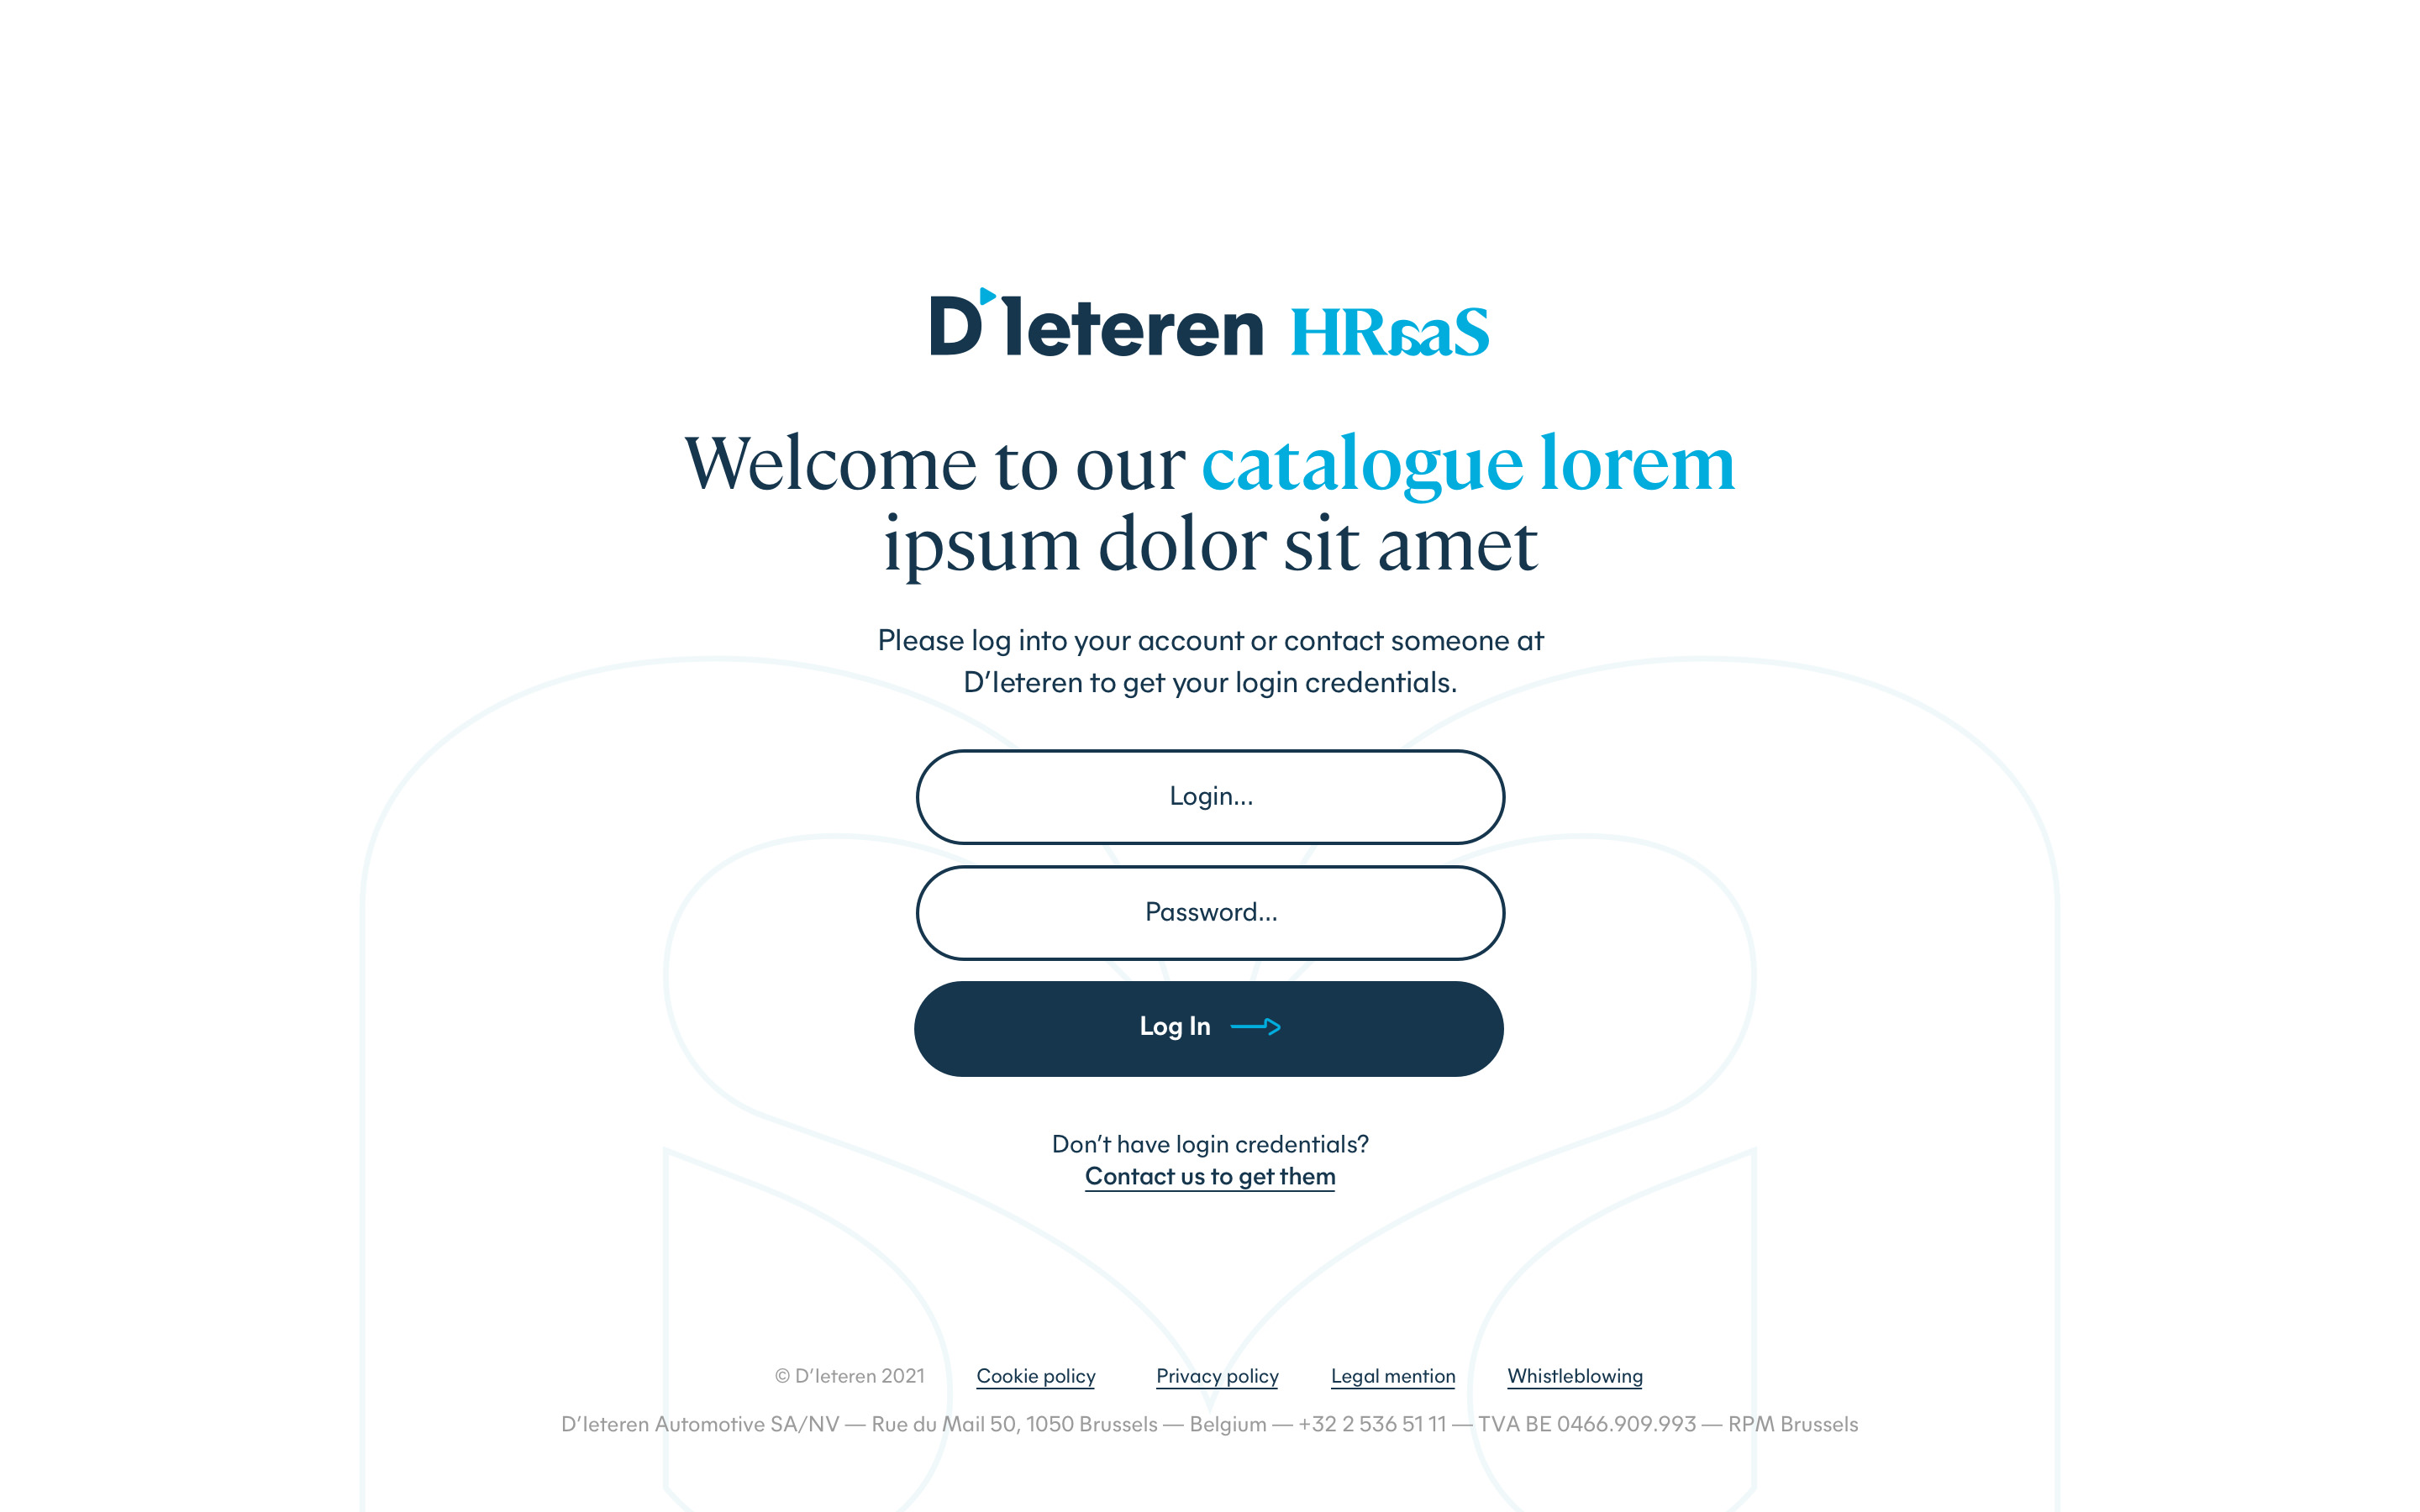 D'Ieteren HRaaS
Welcome to our catalogue lorem
ipsum dolor sit amet
Please log into your account or contact someone at
D’Ieteren to get your login credentials.
Login...
Password...
Log In
Don’t have login credentials?
Contact us to get them
© D’Ieteren 2021 Cookie policy Privacy policy Legal mention Whistleblowing
D’Ieteren Automotive SA/NV — Rue du Mail 50, 1050 Brussels — Belgium — +32 2 536 51 11 — TVA BE 0466.909.993 — RPM Brussels